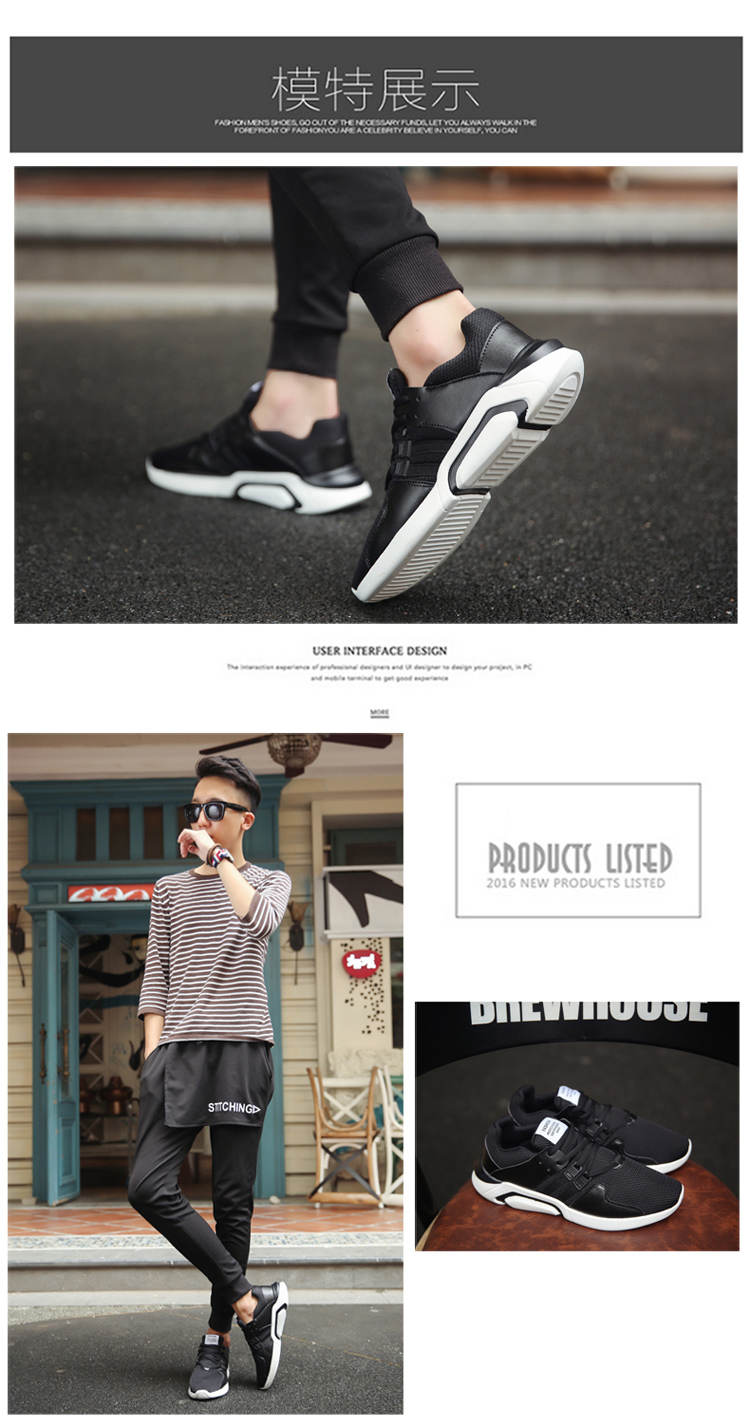 模特展示
FASHION MEN'S SHOES, GO OUT OF THE NECESSARY FUNDS, LET YOU ALWAYS WALK IN THE
FOREFRONT OF FASHIONYOU ARE A CELEBRITY BELIEVE IN YOURSELF, YOU CAN
USER INTERFACE DESIGN
The interaction experience of professional designers and UI designer to design your project, in PC
and mobile terminal to get good experience
MORE
PRODUCTS LISTED
2016 NEW PRODUCTS LISTED
BREWHOUSE
STITCHING